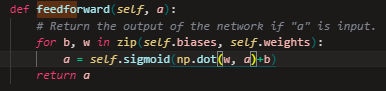 def feedforward(self, a):
    # Return the output of the network if "a" is input.
    for b, w in zip(self.biases, self.weights):
        a = self.sigmoid(np.dot(w, a)+b)
    return a